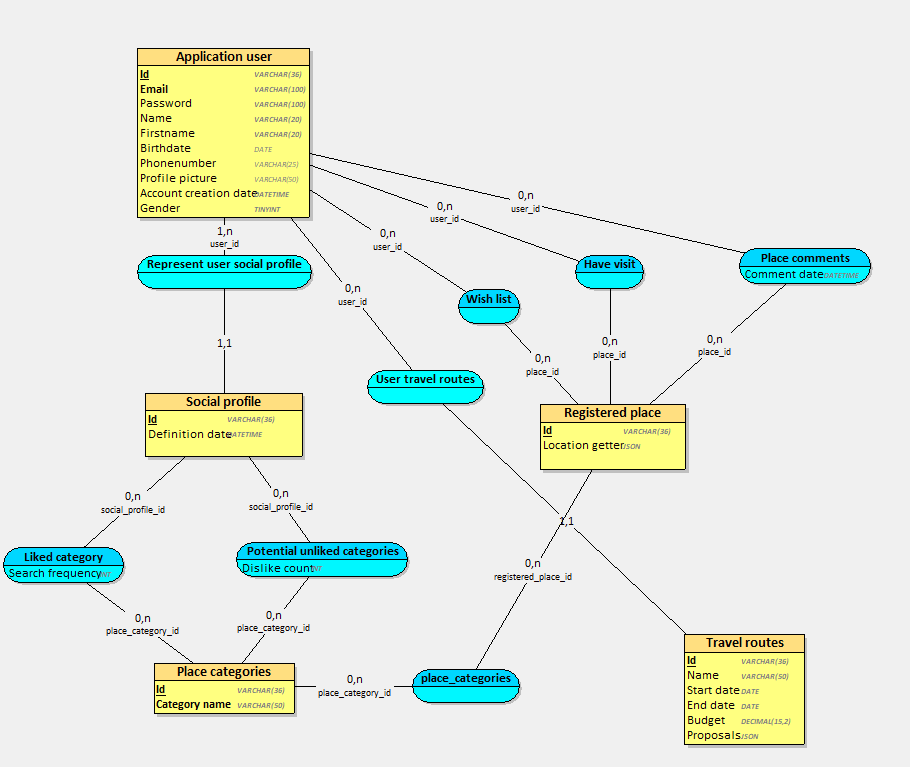 Application user
Id VARCHAR(36)
Email VARCHAR(100)
Password VARCHAR(100)
Name VARCHAR(20)
Firstname VARCHAR(20)
Birthdate DATE
Phonenumber VARCHAR(25)
Profile picture VARCHAR(50)
Account creation date DATETIME
Gender TINYINT
1,n
user_id
Represent user social profile
0,n
user_id
0,n
user_id
0,n
user_id
0,n
user_id
Place comments
Comment date DATETIME
Have visit
Wish list
0,n
place_id
0,n
place_id
0,n
place_id
1,1
User travel routes
Social profile
Id VARCHAR(36)
Definition date DATETIME
Registered place
Id VARCHAR(36)
Location getter JSON
0,n
social_profile_id
0,n
social_profile_id
1,1
Liked category
Search frequency INT
Potential unliked categories
Dislike count INT
0,n
registered_place_id
0,n
place_category_id
0,n
place_category_id
Place categories
Id VARCHAR(36)
Category name VARCHAR(50)
0,n
place_category_id
place_categories
Travel routes
Id VARCHAR(36)
Name VARCHAR(50)
Start date DATE
End date DATE
Budget DECIMAL(15,2)
Proposals JSON